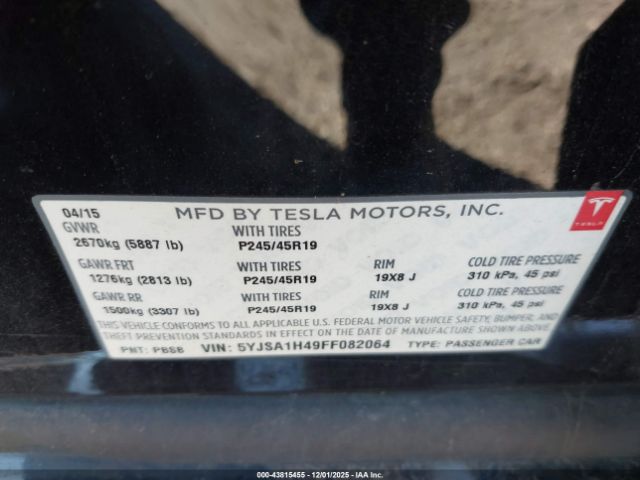 04/15 MFD BY TESLA MOTORS, INC.
GVWR WITH TIRES
2670kg (5887 lb) P245/45R19
GAWR FRT WITH TIRES RIM COLD TIRE PRESSURE
1276kg (2813 lb) P245/45R19 19X8 J 310 kPa, 45 psi
GAWR RR WITH TIRES RIM COLD TIRE PRESSURE
1500kg (3307 lb) P245/45R19 19X8 J 310 kPa, 45 psi
THIS VEHICLE CONFORMS TO ALL APPLICABLE U.S. FEDERAL MOTOR VEHICLE SAFETY, BUMPER, AND
THEFT PREVENTION STANDARDS IN EFFECT ON THE DATE OF MANUFACTURE SHOWN ABOVE.
PNT: PBSB VIN: 5YJSA1H49FF082064 TYPE: PASSENGER CAR
TESLA
(IAA) 00-43815455 - 12/01/2025 - IAAI.COM